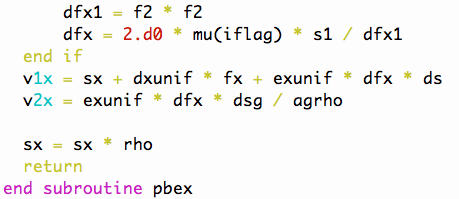 dfx1 = f2 * f2
dfx = 2.d0 * mu(iflag) * s1 / dfx1
end if
v1x = sx + dxunif * fx + exunif * dfx * ds
v2x = exunif * dfx * dsg / agrho
sx = sx * rho
return
end subroutine pbex